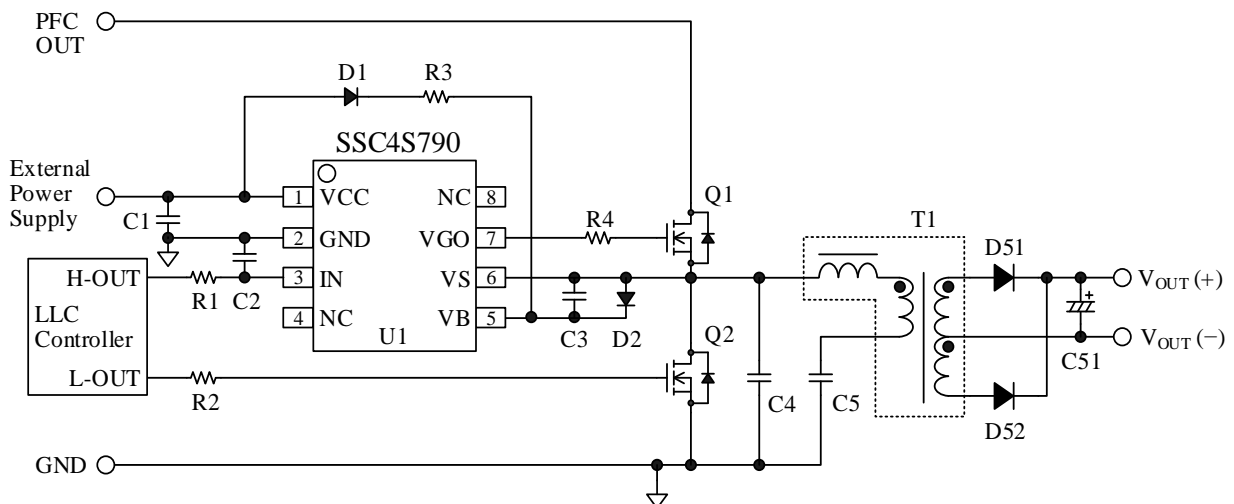 PFC
OUT
D1
R3
SSC4S790
External
Power
Supply
C1
1
VCC
NC
8
Q1
T1
2
GND
VGO
7
R4
D51
H-OUT
R1
C2
3
IN
VS
6
VOUT (+)
LLC
Controller
4
NC
U1
VB
5
C3
D2
Q2
VOUT (−)
C51
L-OUT
R2
C4
C5
D52
GND